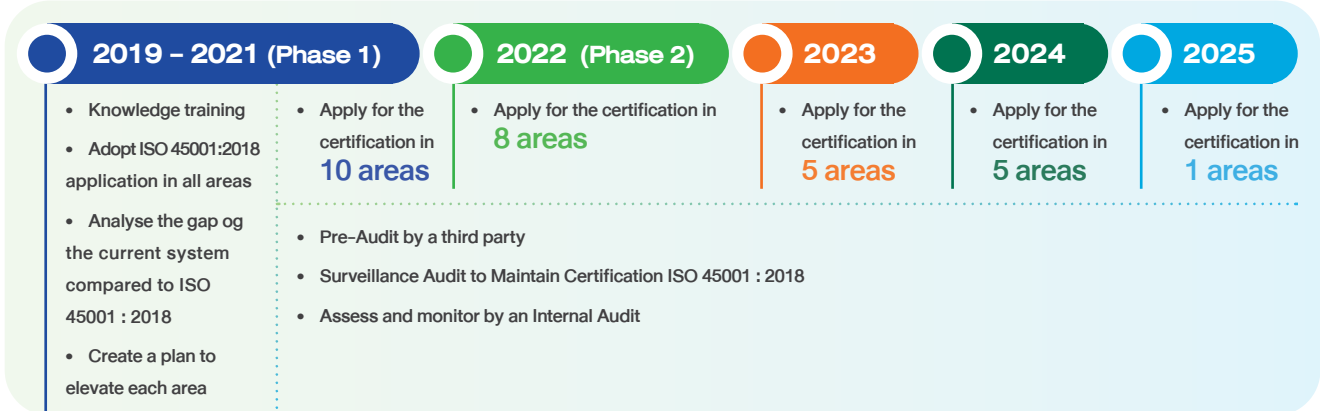 2019 – 2021 (Phase 1)
• Knowledge training
• Adopt ISO 45001:2018
application in all areas
• Analyse the gap og
the current system
compared to ISO
45001 : 2018
• Create a plan to
elevate each area
• Apply for the
certification in
10 areas
2022 (Phase 2)
• Apply for the certification in
8 areas
2023
• Apply for the
certification in
5 areas
2024
• Apply for the
certification in
5 areas
2025
• Apply for the
certification in
1 areas
• Pre-Audit by a third party
• Surveillance Audit to Maintain Certification ISO 45001 : 2018
• Assess and monitor by an Internal Audit